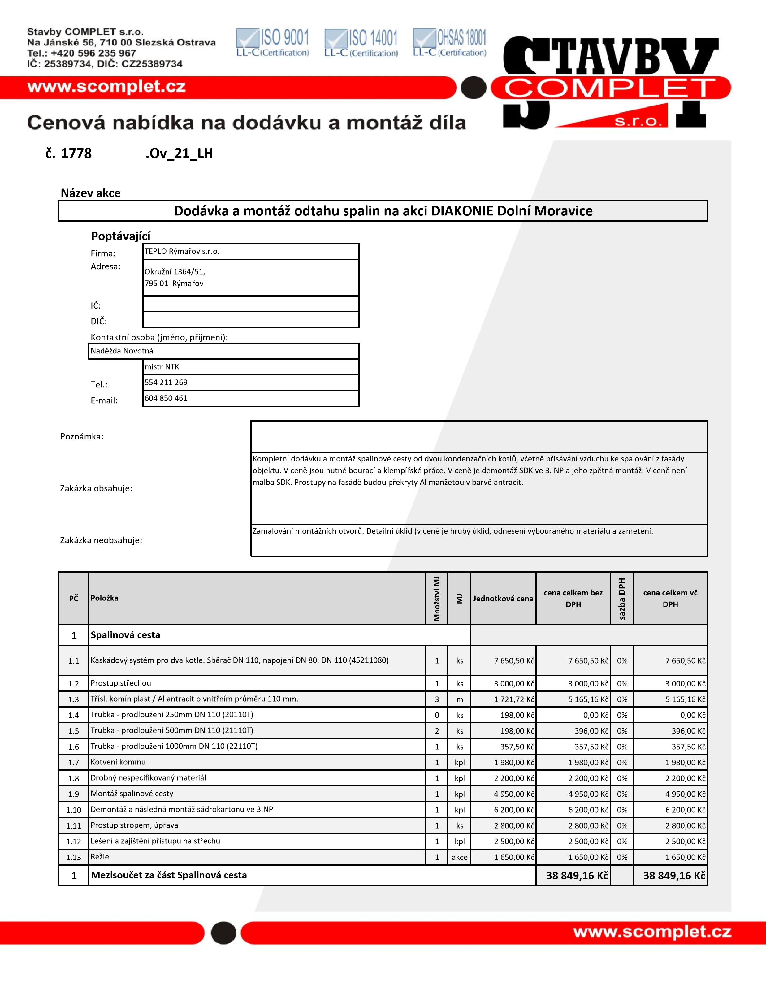 Stavby COMPLET s.r.o.
Na Jánské 56, 710 00 Slezská Ostrava
Tel.: +420 596 235 967
IČ: 25389734, DIČ: CZ25389734
ISO 9001
LL-C (Certification)
ISO 14001
LL-C (Certification)
OHSAS 18001
LL-C (Certification)
STAVBY
COMPLET
s.r.o.
www.scomplet.cz
Cenová nabídka na dodávku a montáž díla
č. 1778 .Ov_21_LH
Název akce
Dodávka a montáž odtahu spalin na akci DIAKONIE Dolní Moravice
Poptávající
Firma: TEPLO Rýmařov s.r.o.
Adresa:
Okružní 1364/51,
795 01 Rýmařov
IČ:
DIČ:
Kontaktní osoba (jméno, příjmení):
Naděžda Novotná
mistr NTK
Tel.: 554 211 269
E-mail: 604 850 461
Poznámka:
Zakázka obsahuje:
Kompletní dodávku a montáž spalinové cesty od dvou kondenzačních kotlů, včetně přisávání vzduchu ke spalování z fasády
objektu. V ceně jsou nutné bourací a klempířské práce. V ceně je demontáž SDK ve 3. NP a jeho zpětná montáž. V ceně není
malba SDK. Prostupy na fasádě budou překryty Al manžetou v barvě antracit.
Zakázka neobsahuje:
Zamalování montážních otvorů. Detailní úklid (v ceně je hrubý úklid, odnesení vybouraného materiálu a zametení.
PČ Položka Množství MJ MJ Jednotková cena cena celkem bez DPH sazba DPH cena celkem vč DPH
1 Spalinová cesta
1.1 Kaskádový systém pro dva kotle. Sběrač DN 110, napojení DN 80. DN 110 (45211080) 1 ks 7 650,50 Kč 7 650,50 Kč 0% 7 650,50 Kč
1.2 Prostup střechou 1 ks 3 000,00 Kč 3 000,00 Kč 0% 3 000,00 Kč
1.3 Třísl. komín plast / Al antracit o vnitřním průměru 110 mm. 3 m 1 721,72 Kč 5 165,16 Kč 0% 5 165,16 Kč
1.4 Trubka - prodloužení 250mm DN 110 (20110T) 0 ks 198,00 Kč 0,00 Kč 0% 0,00 Kč
1.5 Trubka - prodloužení 500mm DN 110 (21110T) 2 ks 198,00 Kč 396,00 Kč 0% 396,00 Kč
1.6 Trubka - prodloužení 1000mm DN 110 (22110T) 1 ks 357,50 Kč 357,50 Kč 0% 357,50 Kč
1.7 Kotvení komínu 1 kpl 1 980,00 Kč 1 980,00 Kč 0% 1 980,00 Kč
1.8 Drobný nespecifikovaný materiál 1 kpl 2 200,00 Kč 2 200,00 Kč 0% 2 200,00 Kč
1.9 Montáž spalinové cesty 1 kpl 4 950,00 Kč 4 950,00 Kč 0% 4 950,00 Kč
1.10 Demontáž a následná montáž sádrokartonu ve 3.NP 1 kpl 6 200,00 Kč 6 200,00 Kč 0% 6 200,00 Kč
1.11 Prostup stropem, úprava 1 ks 2 800,00 Kč 2 800,00 Kč 0% 2 800,00 Kč
1.12 Lešení a zajištění přístupu na střechu 1 kpl 2 500,00 Kč 2 500,00 Kč 0% 2 500,00 Kč
1.13 Režie 1 akce 1 650,00 Kč 1 650,00 Kč 0% 1 650,00 Kč
1 Mezisoučet za část Spalinová cesta 38 849,16 Kč 38 849,16 Kč
www.scomplet.cz